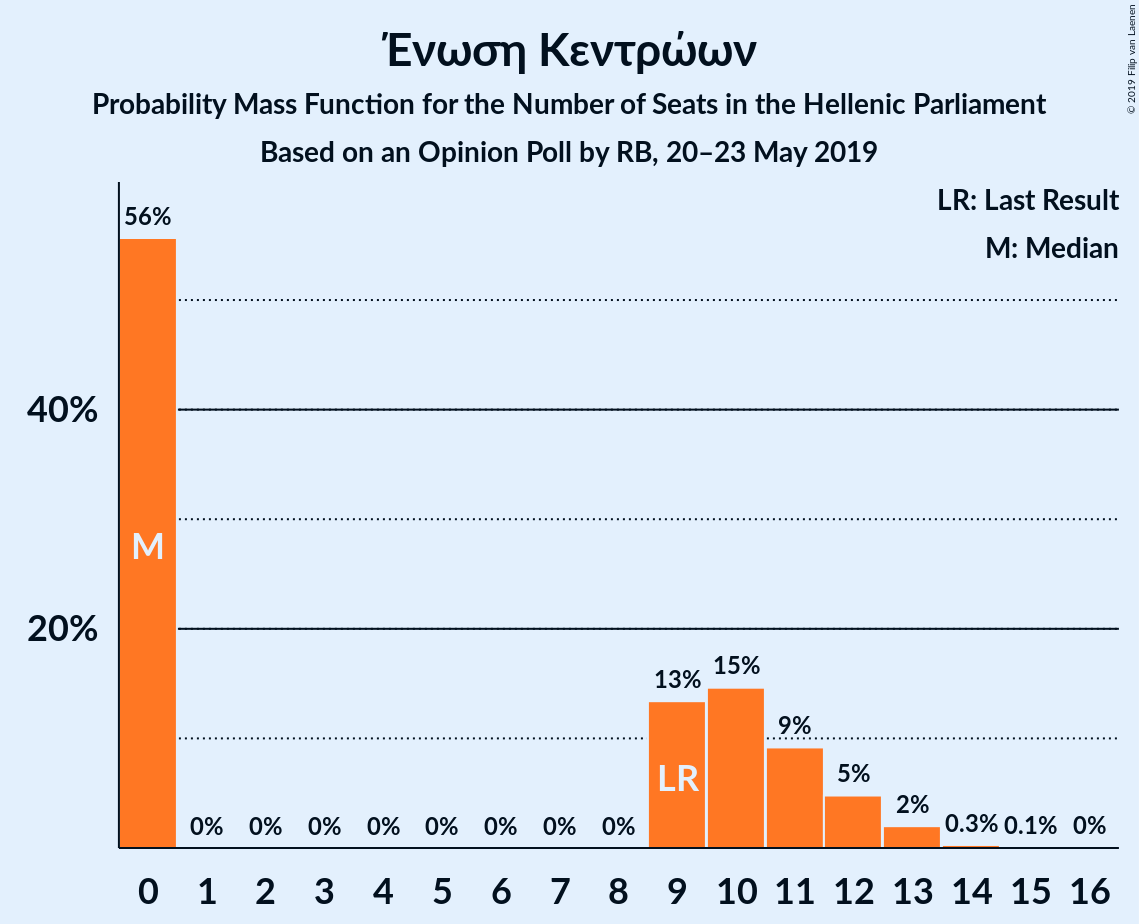 Ένωση Κεντρώων
Probability Mass Function for the Number of Seats in the Hellenic Parliament
Based on an Opinion Poll by RB, 20–23 May 2019
© 2019 Filip van Laenen
LR: Last Result
M: Median
56%
40%
M
20%
13%
15%
9%
LR
5%
2%
0% 0% 0% 0% 0% 0% 0% 0%
0.3% 0.1% 0%
0 1 2 3 4 5 6 7 8 9 10 11 12 13 14 15 16